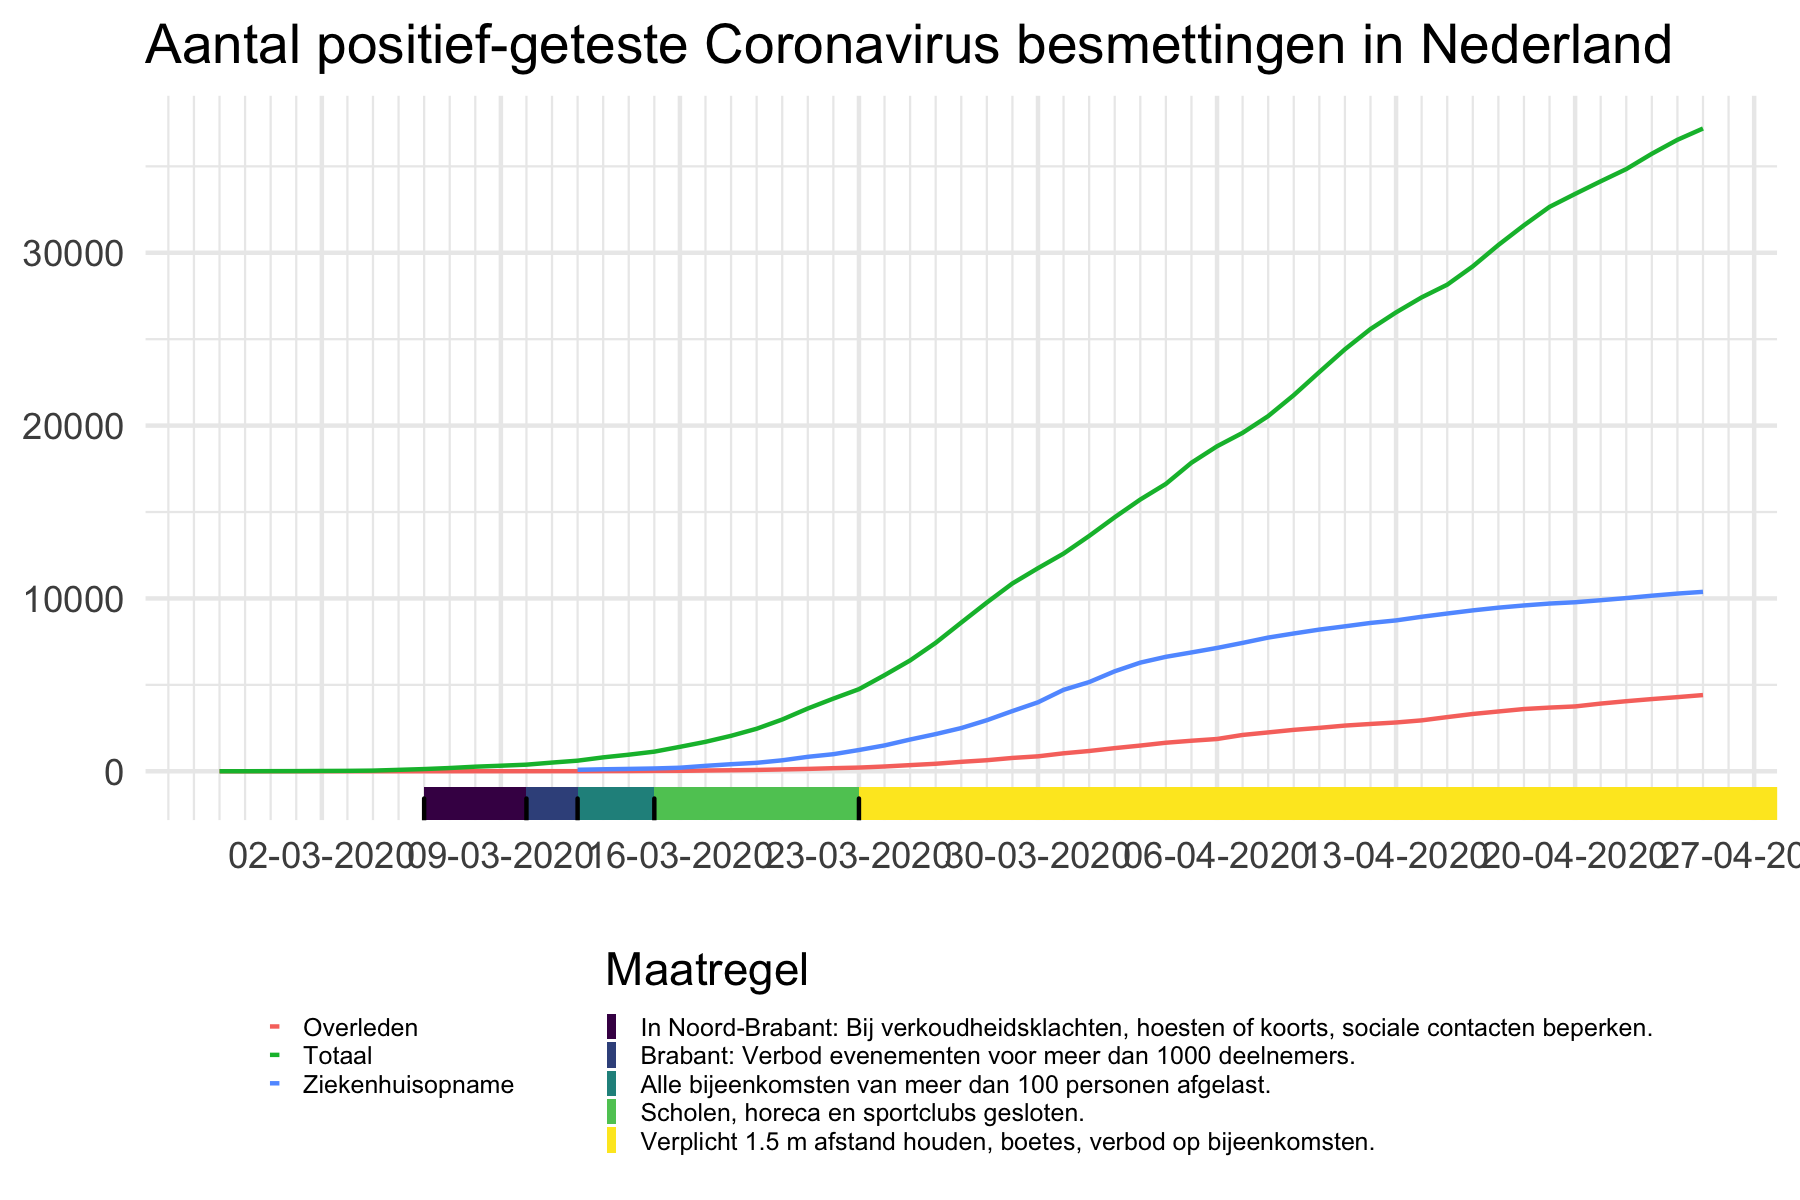 Aantal positief-geteste Coronavirus besmettingen in Nederland
30000
20000
10000
0
02-03-2020 09-03-2020 16-03-2020 23-03-2020 30-03-2020 06-04-2020 13-04-2020 20-04-2020 27-04-20
Maatregel
Overleden
Totaal
Ziekenhuisopname
In Noord-Brabant: Bij verkoudheidsklachten, hoesten of koorts, sociale contacten beperken.
Brabant: Verbod evenementen voor meer dan 1000 deelnemers.
Alle bijeenkomsten van meer dan 100 personen afgelast.
Scholen, horeca en sportclubs gesloten.
Verplicht 1.5 m afstand houden, boetes, verbod op bijeenkomsten.